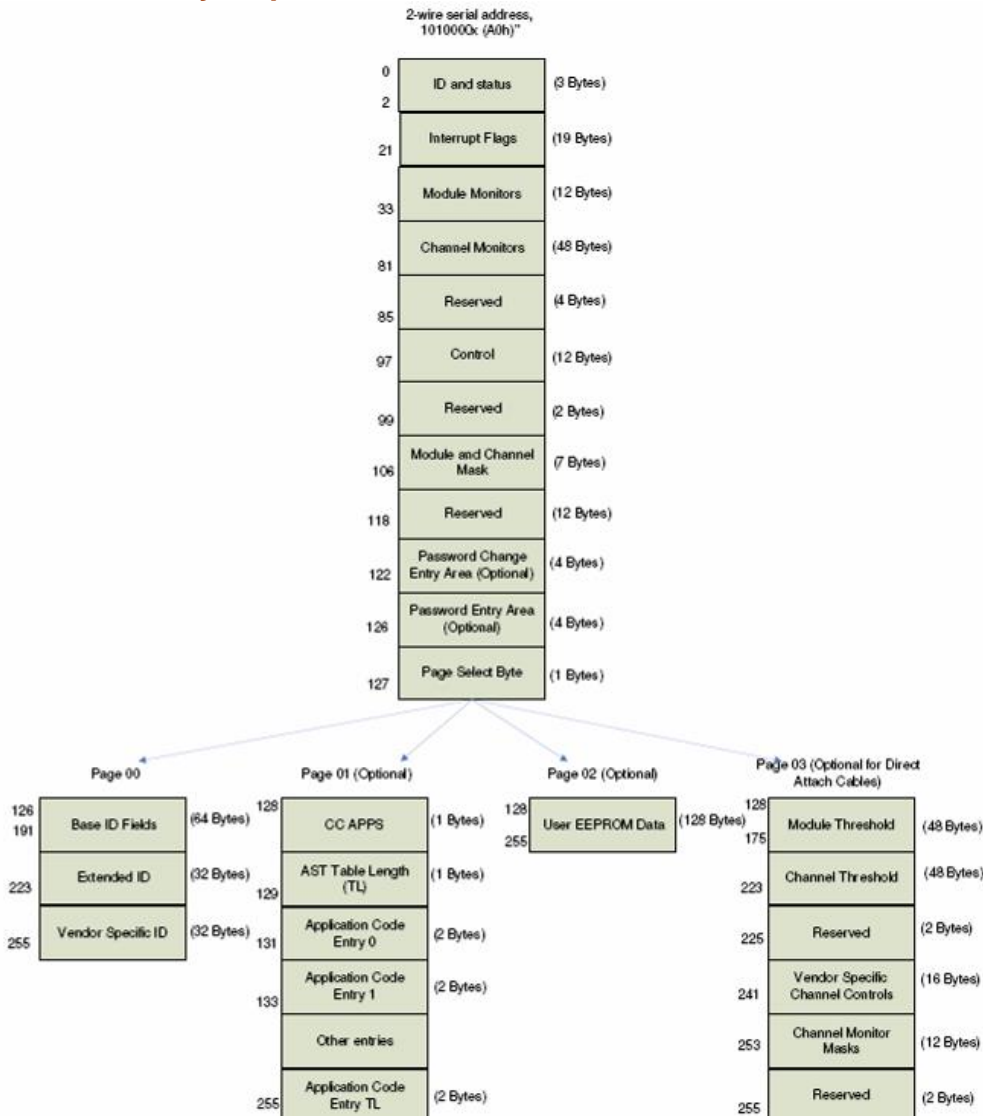 2-wire serial address,
1010000x (A0h)"
0
ID and status
(3 Bytes)
2
Interrupt Flags
(19 Bytes)
21
Module Monitors
(12 Bytes)
33
Channel Monitors
(48 Bytes)
81
Reserved
(4 Bytes)
85
Control
(12 Bytes)
97
Reserved
(2 Bytes)
99
Module and Channel
Mask
(7 Bytes)
106
Reserved
(12 Bytes)
118
Password Change
Entry Area (Optional)
(4 Bytes)
122
Password Entry Area
(Optional)
(4 Bytes)
126
Page Select Byte
(1 Bytes)
127
Page 00
126
191
Base ID Fields
(64 Bytes)
223
Extended ID
(32 Bytes)
255
Vendor Specific ID
(32 Bytes)
Page 01 (Optional)
128
CC APPS
(1 Bytes)
AST Table Length
(TL)
(1 Bytes)
129
Application Code
Entry 0
(2 Bytes)
131
Application Code
Entry 1
(2 Bytes)
133
Other entries
Application Code
Entry TL
(2 Bytes)
255
Page 02 (Optional)
128
255
User EEPROM Data
(128 Bytes)
Page 03 (Optional for Direct
Attach Cables)
128
175
Module Threshold
(48 Bytes)
223
Channel Threshold
(48 Bytes)
225
Reserved
(2 Bytes)
241
Vendor Specific
Channel Controls
(16 Bytes)
253
Channel Monitor
Masks
(12 Bytes)
255
Reserved
(2 Bytes)